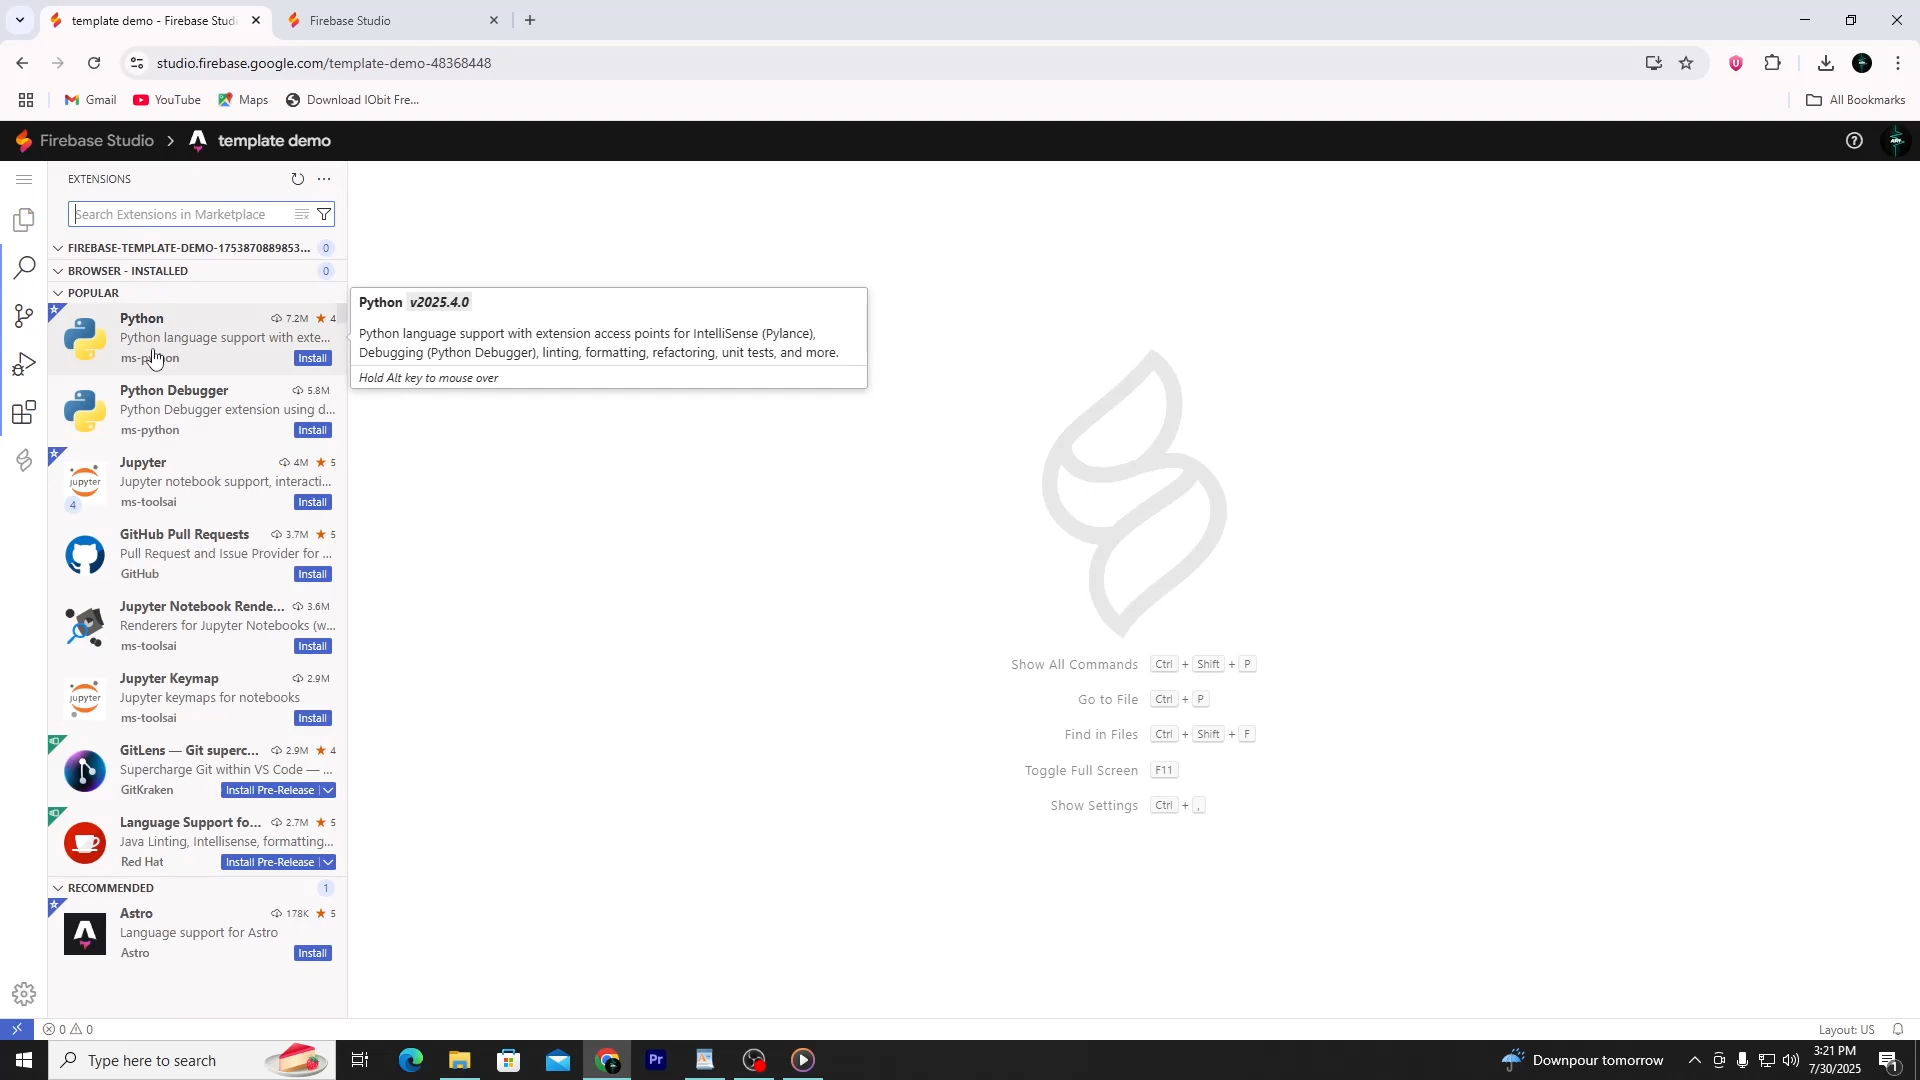 template demo - Firebase Studi
Firebase Studio
studio.firebase.google.com/template-demo-48368448
Gmail
YouTube
Maps
Download IObit Fre...
All Bookmarks
Firebase Studio
template demo
EXTENSIONS
Search Extensions in Marketplace
FIREBASE-TEMPLATE-DEMO-1753870889853... 0
BROWSER - INSTALLED 0
POPULAR
Python 7.2M 4
Python language support with exte...
ms-python Install
Python Debugger 5.8M
Python Debugger extension using d...
ms-python Install
Jupyter 4M 5
Jupyter notebook support, interacti...
ms-toolsai Install
jupyter
4
GitHub Pull Requests 3.7M 5
Pull Request and Issue Provider for ...
GitHub Install
Jupyter Notebook Rende... 3.6M
Renderers for Jupyter Notebooks (w...
ms-toolsai Install
Jupyter Keymap 2.9M
Jupyter keymaps for notebooks
ms-toolsai Install
jupyter
GitLens — Git superc... 2.9M 4
Supercharge Git within VS Code — ...
GitKraken Install Pre-Release
Language Support fo... 2.7M 5
Java Linting, Intellisense, formatting...
Red Hat Install Pre-Release
RECOMMENDED 1
Astro 178K 5
Language support for Astro
Astro Install
Python v2025.4.0
Python language support with extension access points for IntelliSense (Pylance),
Debugging (Python Debugger), linting, formatting, refactoring, unit tests, and more.
Hold Alt key to mouse over
Show All Commands Ctrl + Shift + P
Go to File Ctrl + P
Find in Files Ctrl + Shift + F
Toggle Full Screen F11
Show Settings Ctrl + ,
0 0
Layout: US
Type here to search
Pr
Downpour tomorrow
3:21 PM
7/30/2025
1